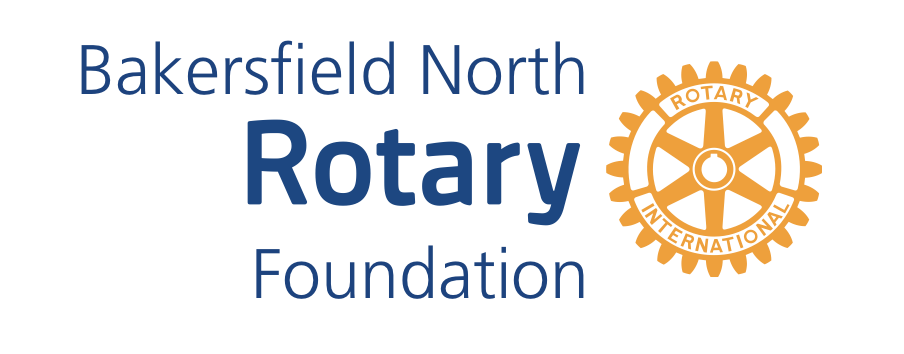 Bakersfield North
Rotary
Foundation
ROTARY
INTERNATIONAL